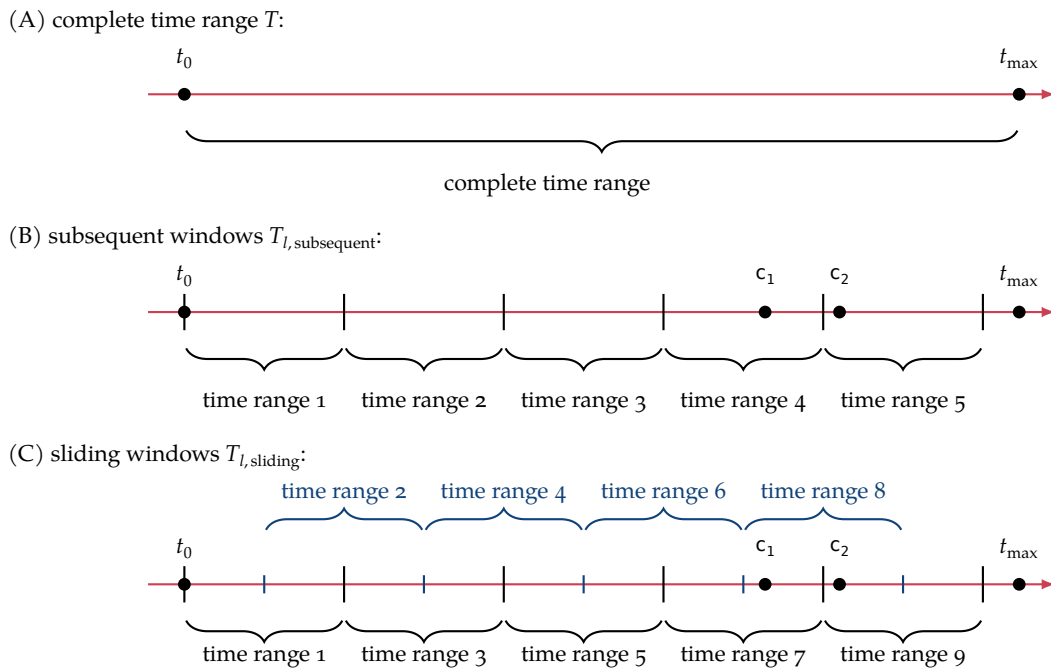 (A) complete time range T:
t0 tmax
complete time range
(B) subsequent windows Tl, subsequent:
t0 c1 c2 tmax
time range 1 time range 2 time range 3 time range 4 time range 5
(C) sliding windows Tl, sliding:
time range 2 time range 4 time range 6 time range 8
t0 c1 c2 tmax
time range 1 time range 3 time range 5 time range 7 time range 9